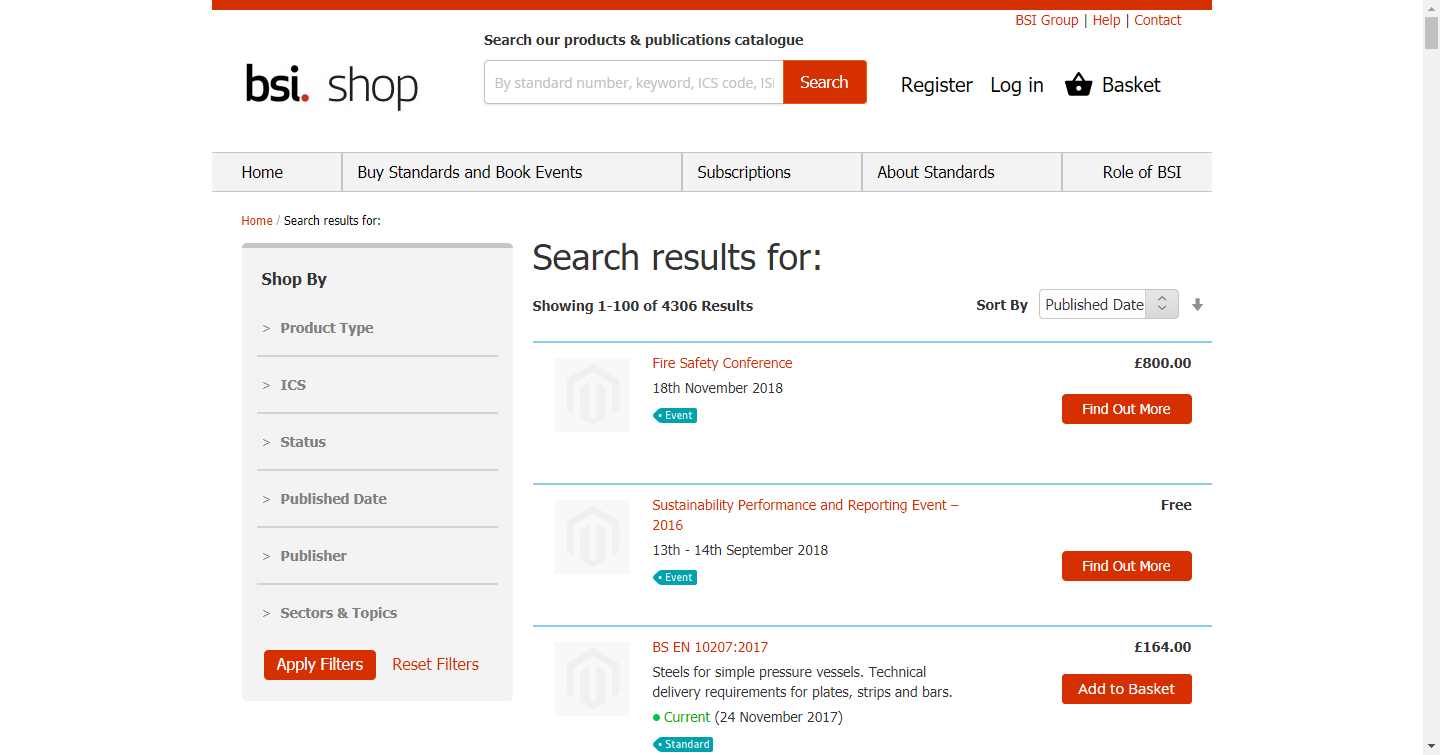 BSI Group | Help | Contact
Search our products & publications catalogue
bsi. shop
By standard number, keyword, ICS code, ISI
Search
Register
Log in
Basket
Home
Buy Standards and Book Events
Subscriptions
About Standards
Role of BSI
Home / Search results for:
Shop By
> Product Type
> ICS
> Status
> Published Date
> Publisher
> Sectors & Topics
Apply Filters
Reset Filters
Search results for:
Showing 1-100 of 4306 Results
Sort By
Published Date
Fire Safety Conference
£800.00
18th November 2018
Find Out More
• Event
Sustainability Performance and Reporting Event –
2016
Free
13th - 14th September 2018
Find Out More
• Event
BS EN 10207:2017
£164.00
Steels for simple pressure vessels. Technical
delivery requirements for plates, strips and bars.
Add to Basket
● Current (24 November 2017)
• Standard